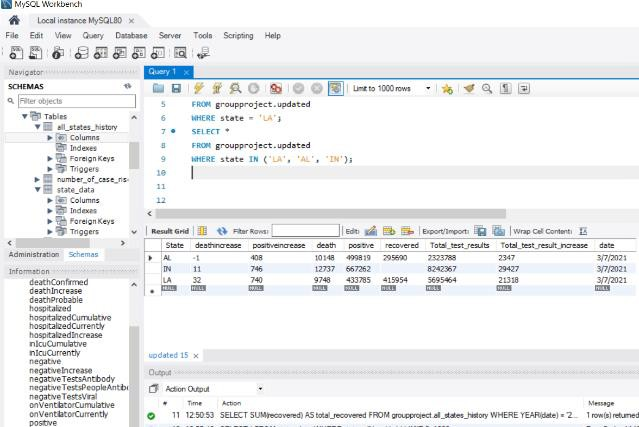 MySQL Workbench
Local instance MySQL80 ×
File Edit View Query Database Server Tools Scripting Help
Navigator
Query 1 ×
SCHEMAS
Limit to 1000 rows
Filter objects
5 FROM groupproject.updated
6 WHERE state = 'LA';
7 SELECT *
8 FROM groupproject.updated
9 WHERE state IN ('LA', 'AL', 'IN');
10
11
12
Tables
all_states_history
Columns
Indexes
Foreign Keys
Triggers
number_of_case_ris
state_data
Columns
Indexes
Foreign Keys
Triggers
Result Grid Filter Rows: Edit: Export/Import: Wrap Cell Content:
State deathincrease positiveincrease death positive recovered Total_test_results Total_test_result_increase date
AL -1 408 10148 499819 295690 2323788 2347 3/7/2021
IN 11 746 12737 667262 8242367 29427 3/7/2021
LA 32 740 9748 433785 415954 5695464 21318 3/7/2021
NULL NULL NULL NULL NULL NULL NULL NULL NULL
Administration Schemas
Information
deathConfirmed
deathIncrease
deathProbable
hospitalized
hospitalizedCumulative
hospitalizedCurrently
hospitalizedIncrease
inIcuCumulative
inIcuCurrently
negative
negativeIncrease
negativeTestsAntibody
negativeTestsPeopleAntibe
negativeTestsViral
onVentilatorCumulative
onVentilatorCurrently
positive
updated 15 ×
Output
Action Output
# Time Action Message
11 12:50:53 SELECT SUM(recovered) AS total_recovered FROM groupproject.all_states_history WHERE YEAR(date) = "2... 1 row(s) returned